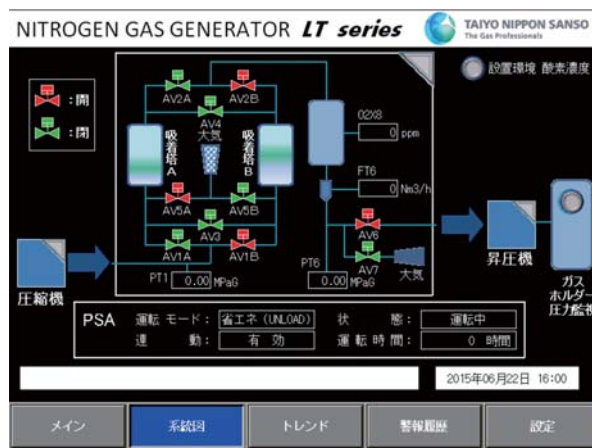 NITROGEN GAS GENERATOR LT series
TAIYO NIPPON SANSO
The Gas Professionals
設置環境 酸素濃度
:開
:閉
AV2A
AV2B
AV4
大気
吸着塔A
吸着塔B
O2X8
0 ppm
FT6
0 Nm3/h
AV5A
AV5B
AV3
AV1A
AV1B
AV6
AV7
大気
PT1 0.00 MPaG
PT6 0.00 MPaG
圧縮機
昇圧機
ガス
ホルダー
圧力監視
PSA 運転 モード: 省エネ (UNLOAD) 状 態: 運転中
連 動: 有 効 運 転 時 間: 0 時間
2015年06月22日 16:00
メイン 系統図 トレンド 警報履歴 設定